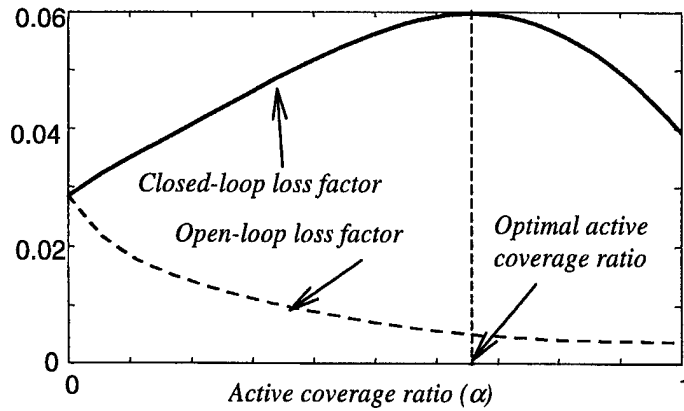 0.06
0.04
Closed-loop loss factor
Open-loop loss factor
Optimal active
coverage ratio
0.02
0
0
Active coverage ratio (α)